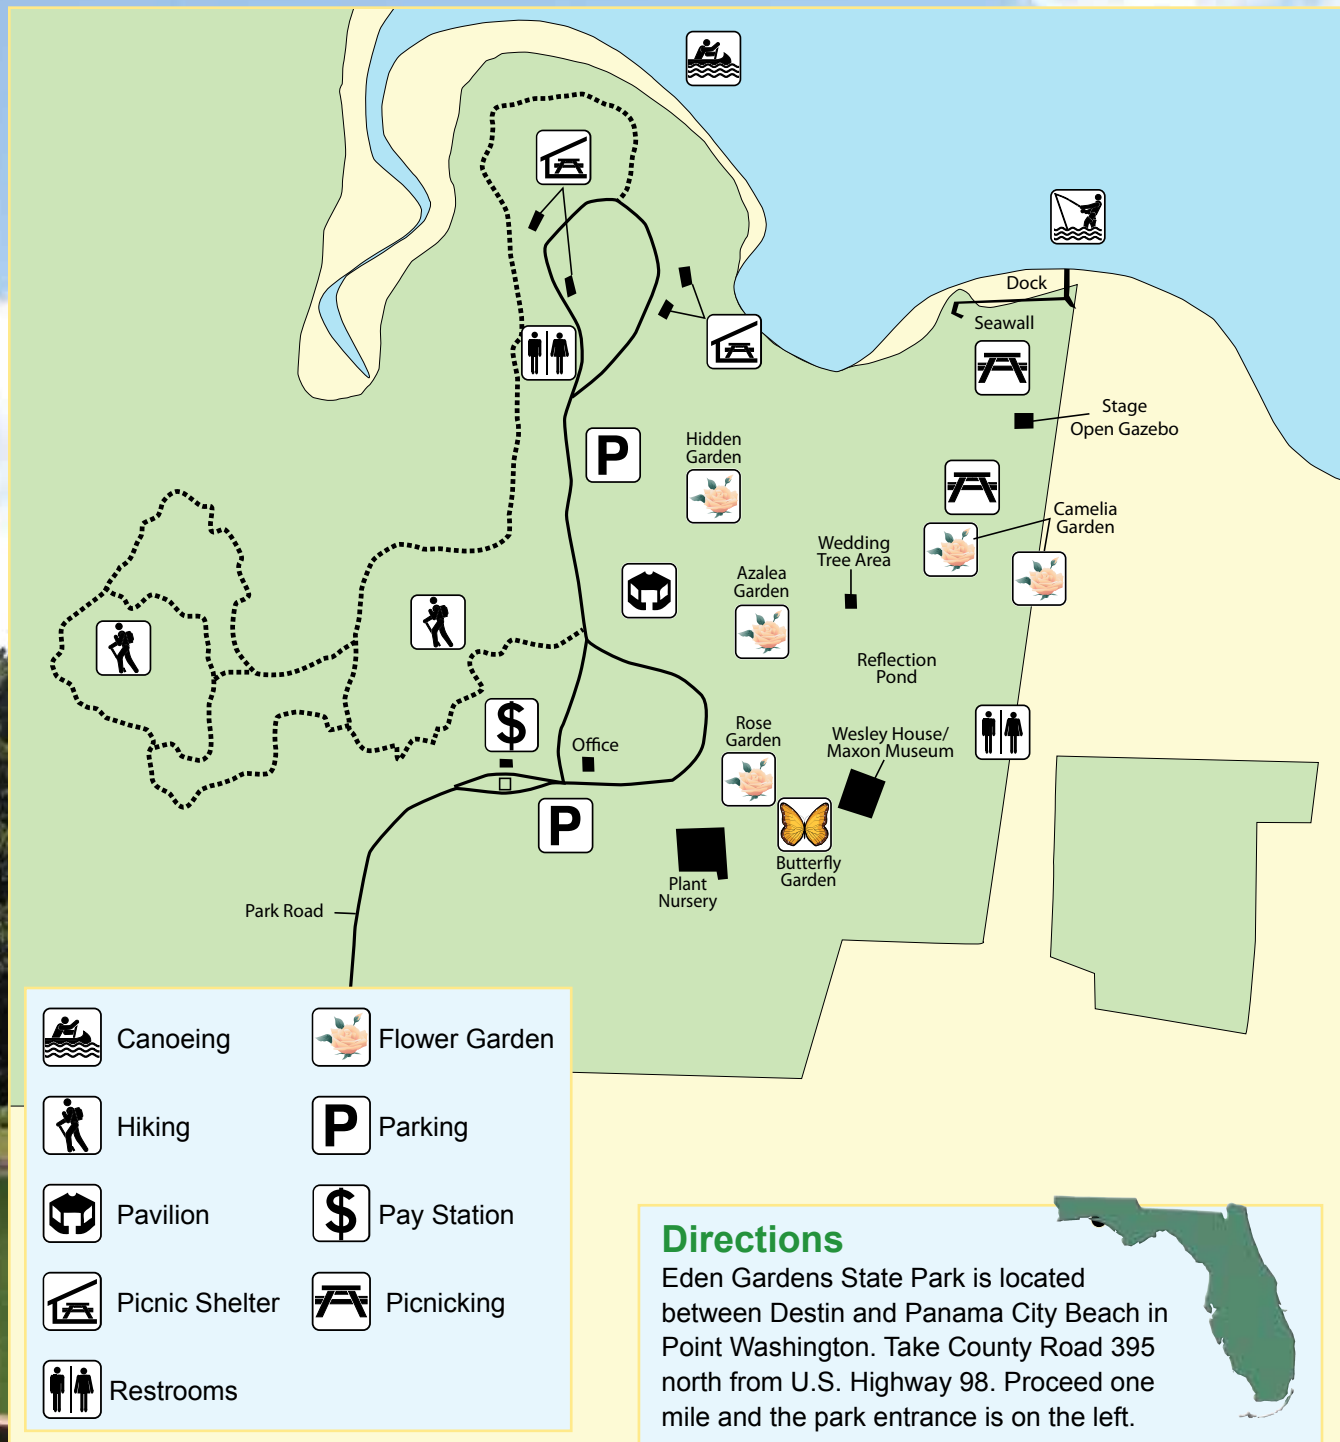 Dock
Seawall
Stage
Open Gazebo
Hidden
Garden
P
Camelia
Garden
Wedding
Tree Area
Azalea
Garden
Reflection
Pond
$
Office
Rose
Garden
Wesley House/
Maxon Museum
P
Butterfly
Garden
Plant
Nursery
Park Road
Canoeing
Flower Garden
Hiking
P Parking
Pavilion
$ Pay Station
Picnic Shelter
Picnicking
Restrooms
Directions
Eden Gardens State Park is located
between Destin and Panama City Beach in
Point Washington. Take County Road 395
north from U.S. Highway 98. Proceed one
mile and the park entrance is on the left.